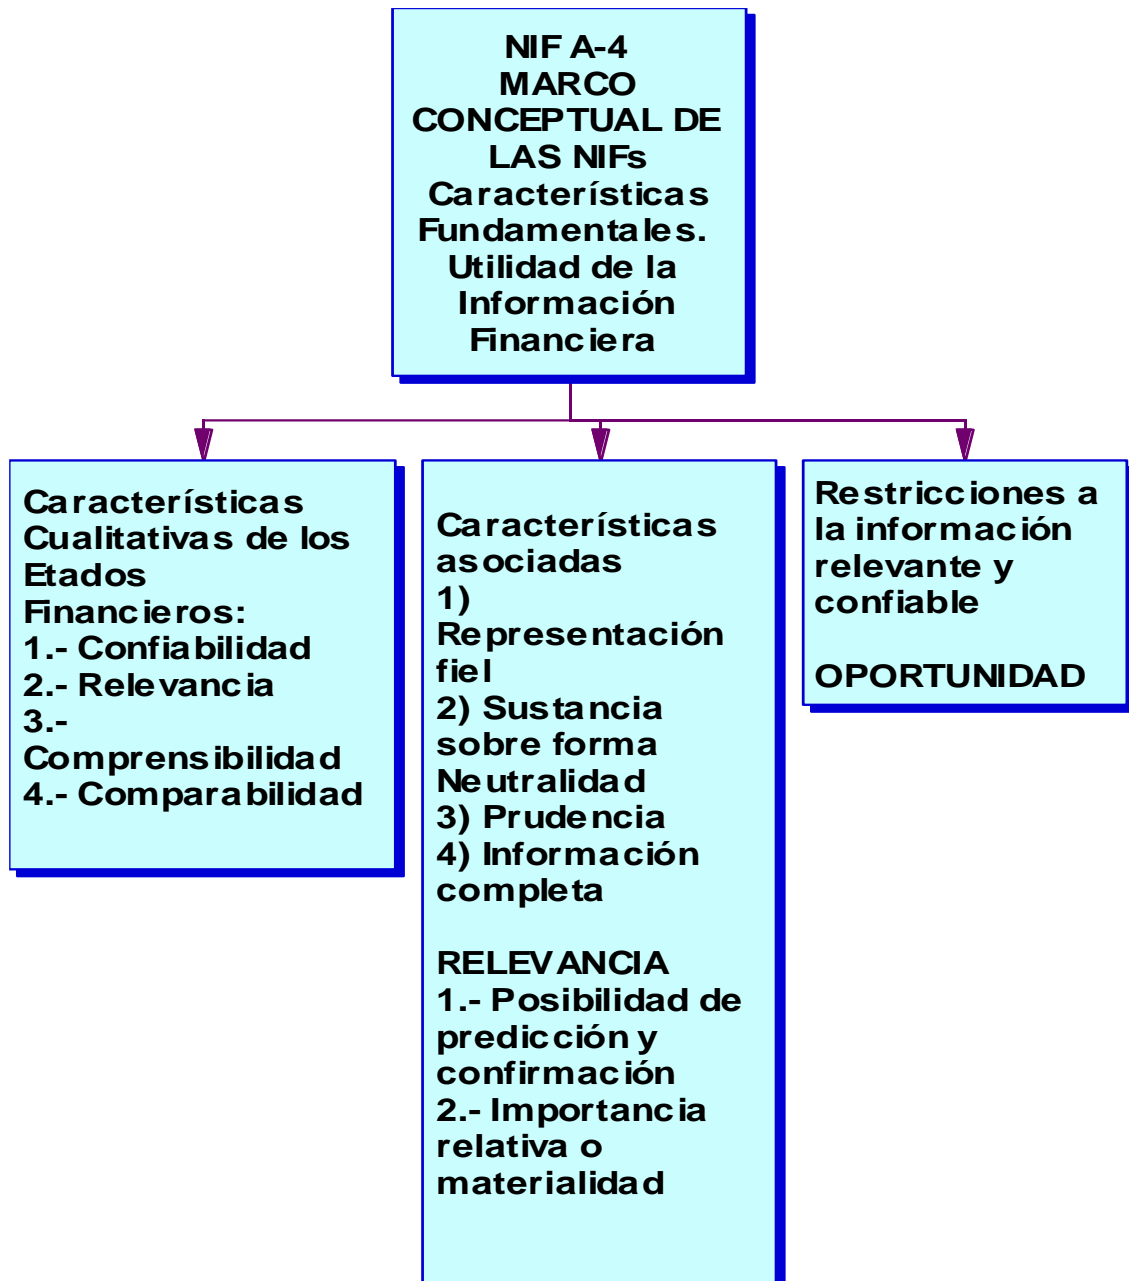 NIF A-4
MARCO
CONCEPTUAL DE
LAS NIFs
Características
Fundamentales.
Utilidad de la
Información
Financiera
Características
Cualitativas de los
Etados
Financieros:
1.- Confiabilidad
2.- Relevancia
3.-
Comprensibilidad
4.- Comparabilidad
Características
asociadas
1)
Representación
fiel
2) Sustancia
sobre forma
Neutralidad
3) Prudencia
4) Información
completa
RELEVANCIA
1.- Posibilidad de
predicción y
confirmación
2.- Importancia
relativa o
materialidad
Restricciones a
la información
relevante y
confiable
OPORTUNIDAD